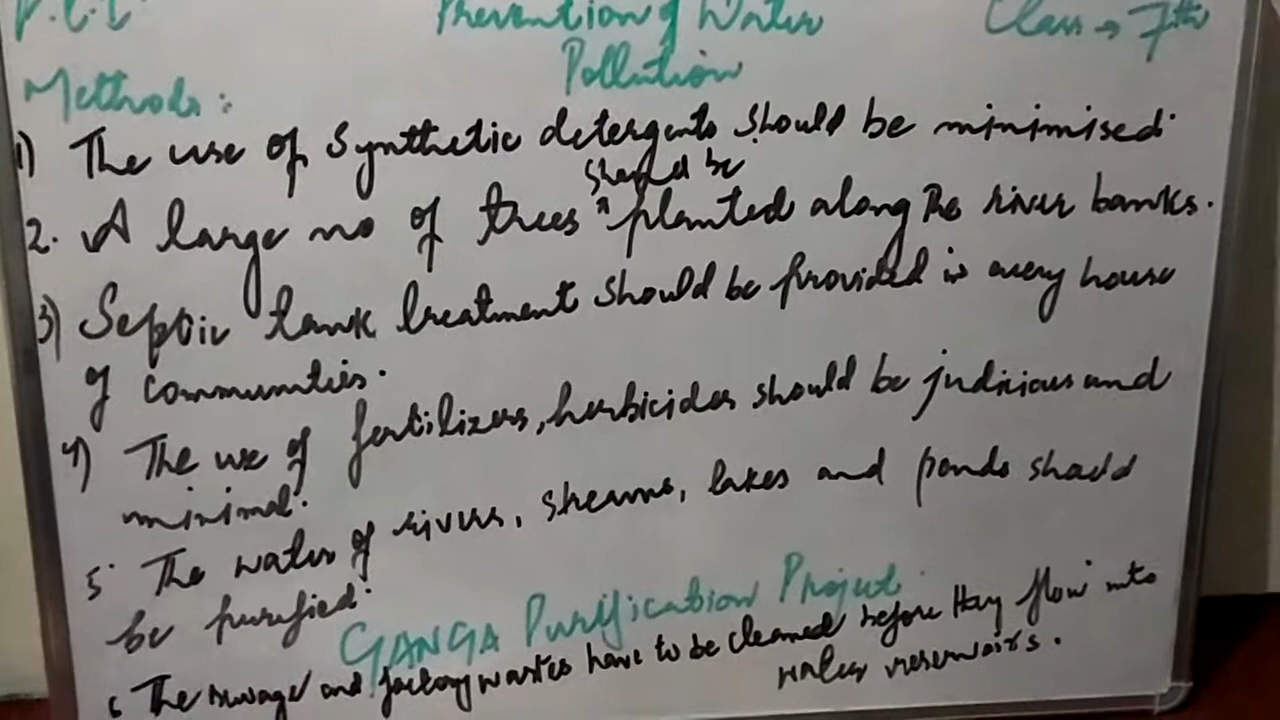 Prevention of Water Class → 7th
Pollution
Methods:
1) The use of Synthetic detergents should be minimised.
should be
2. A large no of trees ^ planted along the river banks.
3) Septic tank treatment should be provided in every house
of communities.
4) The use of fertilizers, herbicides should be judicious and
minimal.
5. The water of rivers, streams, lakes and ponds should
be purified.
GANGA Purification Project
6 The sewage and factory wastes have to be cleaned before they flow into
water reservoirs.